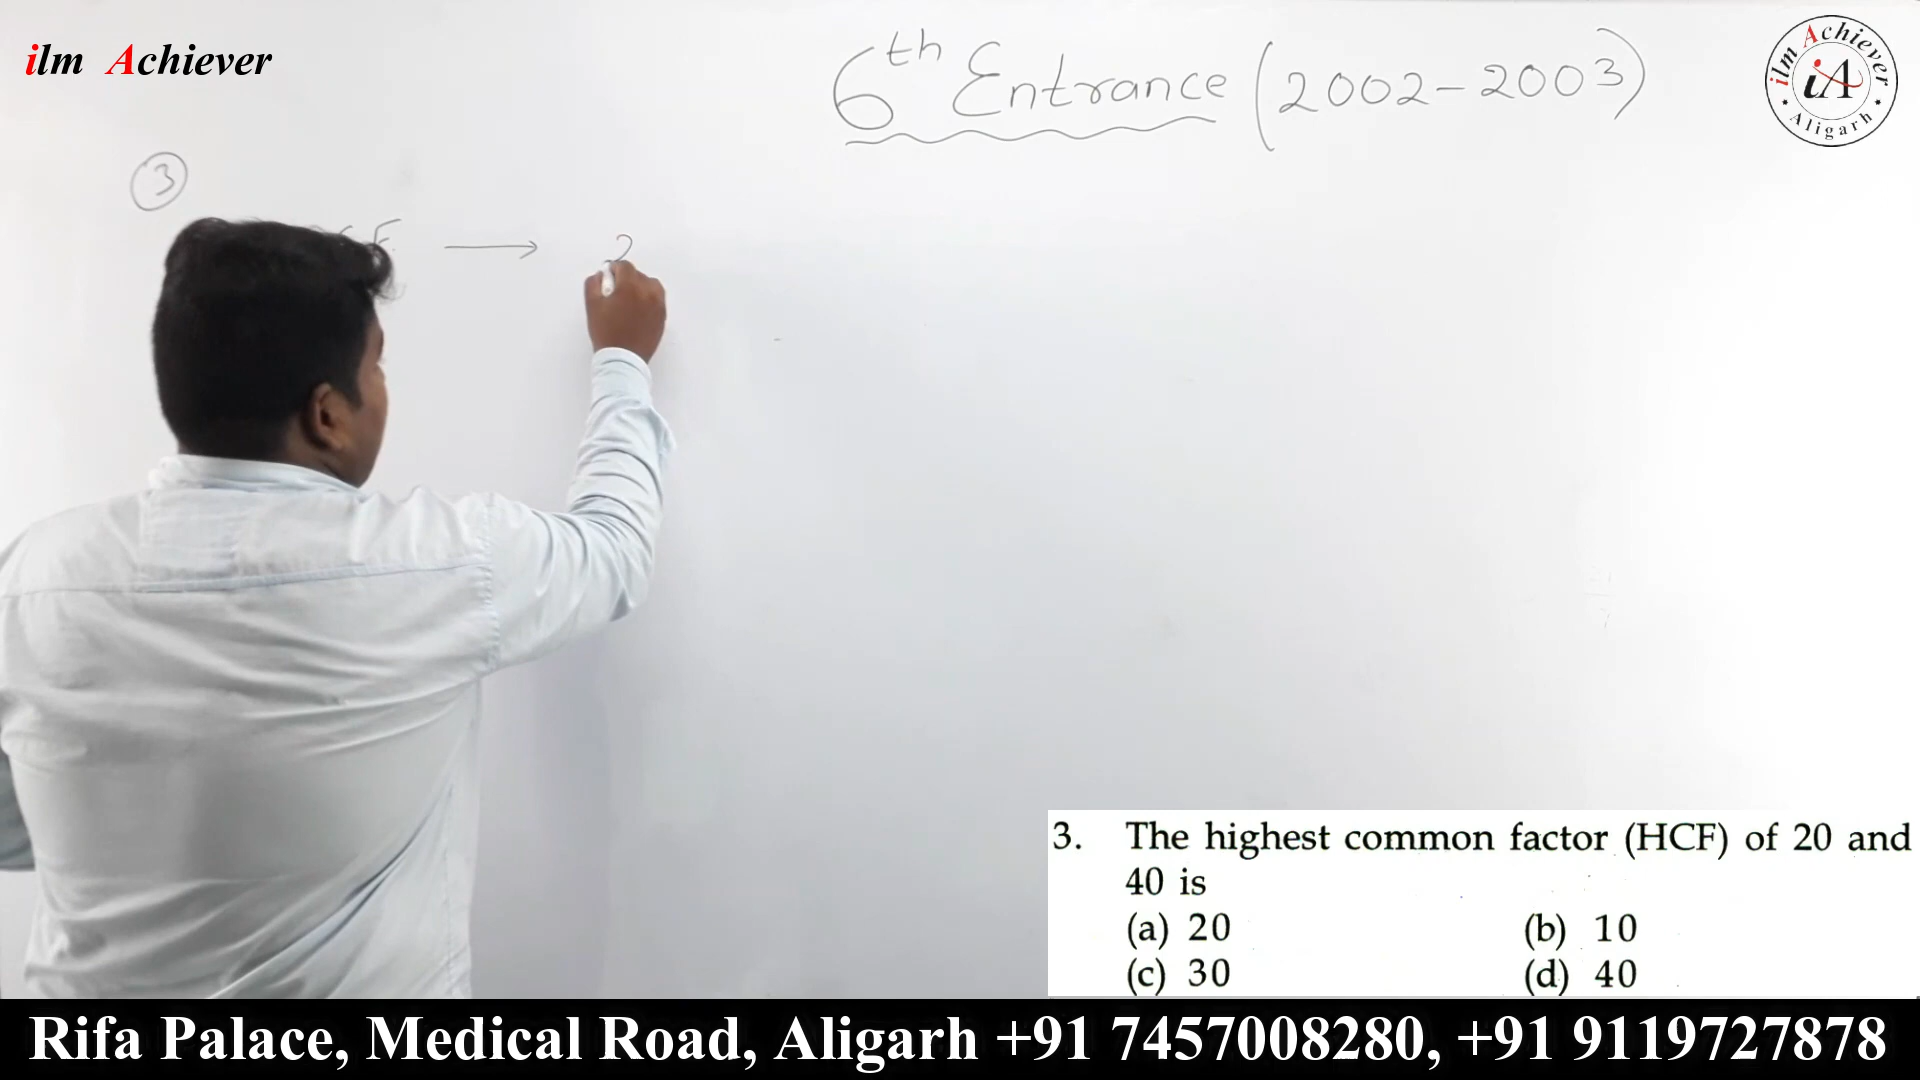 ilm Achiever
6th Entrance (2002-2003)
ilm Achiever
iA
Aligarh
3
2
3. The highest common factor (HCF) of 20 and
40 is
(a) 20 (b) 10
(c) 30 (d) 40
Rifa Palace, Medical Road, Aligarh +91 7457008280, +91 9119727878